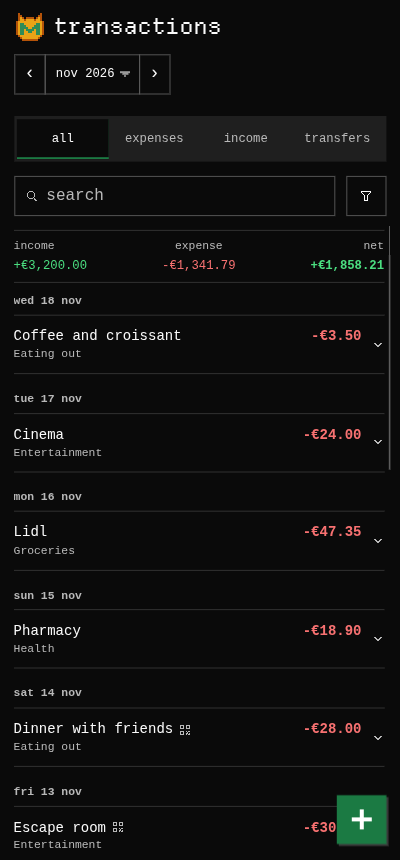 transactions
nov 2026
all expenses income transfers
search
income expense net
+€3,200.00 -€1,341.79 +€1,858.21
wed 18 nov
Coffee and croissant -€3.50
Eating out
tue 17 nov
Cinema -€24.00
Entertainment
mon 16 nov
Lidl -€47.35
Groceries
sun 15 nov
Pharmacy -€18.90
Health
sat 14 nov
Dinner with friends -€28.00
Eating out
fri 13 nov
Escape room -€30
Entertainment